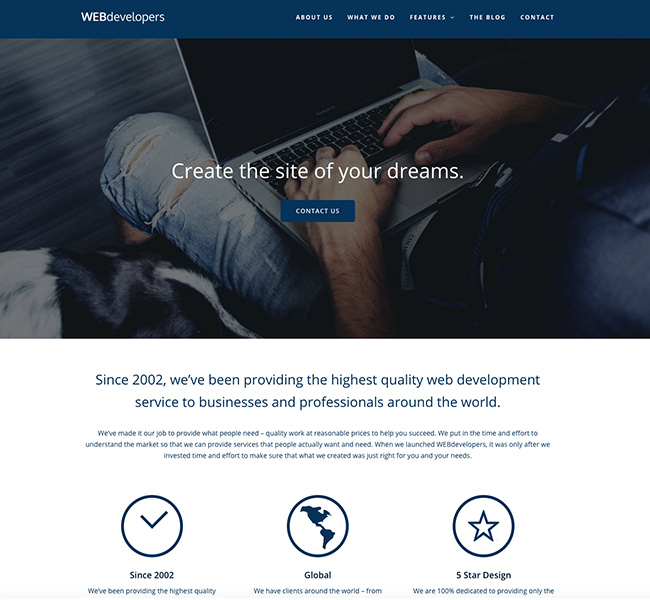 WEBdevelopers
ABOUT US WHAT WE DO FEATURES THE BLOG CONTACT
Create the site of your dreams.
CONTACT US
Since 2002, we've been providing the highest quality web development
service to businesses and professionals around the world.
We've made it our job to provide what people need – quality work at reasonable prices to help you succeed. We put in the time and effort to
understand the market so that we can provide services that people actually want and need. When we launched WEBdevelopers, it was only after we
invested time and effort to make sure that what we created was just right for you and your needs.
Since 2002 Global 5 Star Design
We've been providing the highest quality We have clients around the world – from We are 100% dedicated to providing only the